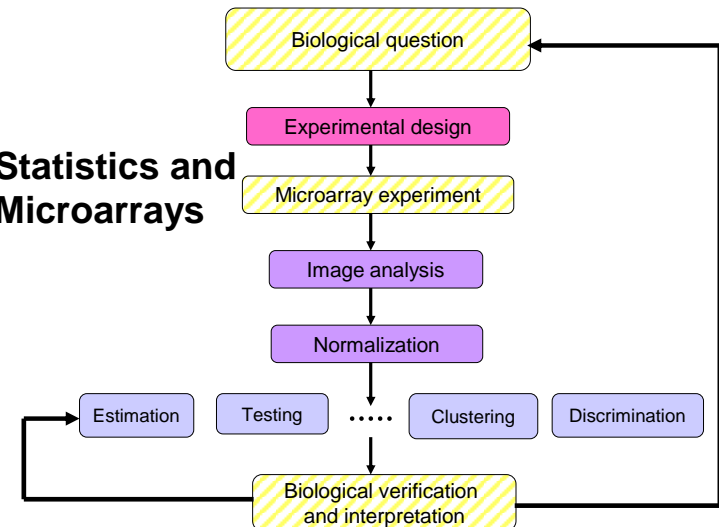 Biological question
Experimental design
Statistics and
Microarrays
Microarray experiment
Image analysis
Normalization
Estimation
Testing
.....
Clustering
Discrimination
Biological verification
and interpretation